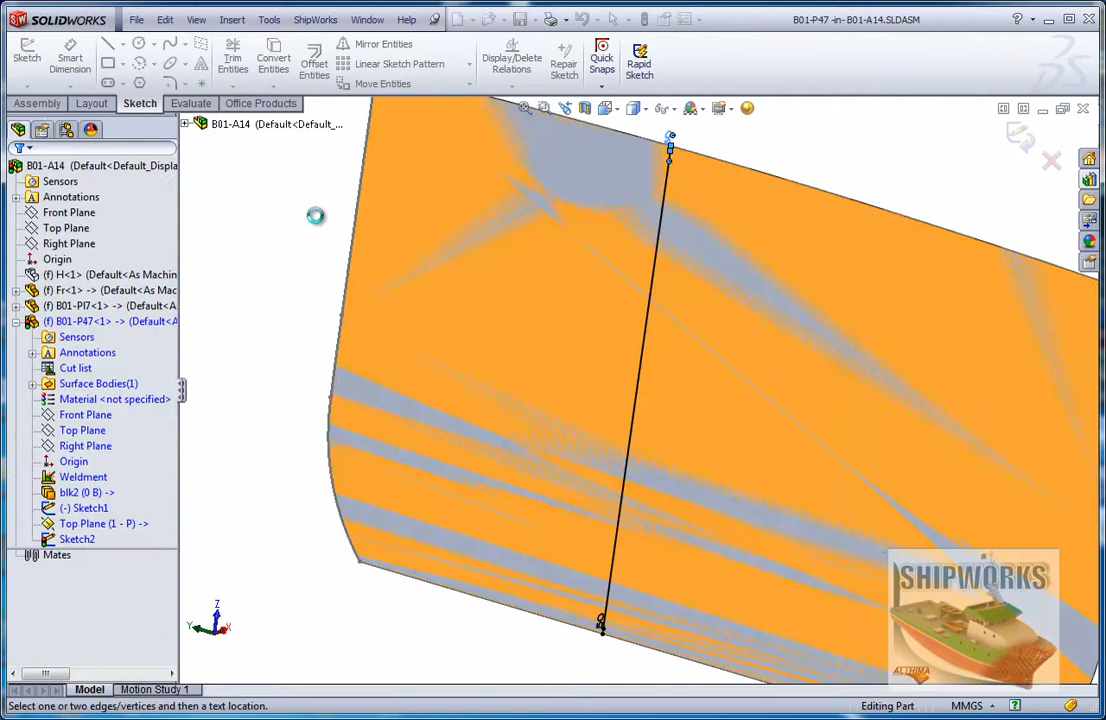 SOLIDWORKS File Edit View Insert Tools ShipWorks Window Help B01-P47 -in- B01-A14.SLDASM
Sketch Smart Dimension Trim Entities Convert Entities Offset Entities Mirror Entities Linear Sketch Pattern Move Entities Display/Delete Relations Repair Sketch Quick Snaps Rapid Sketch
Assembly Layout Sketch Evaluate Office Products
B01-A14 (Default<Default_...
B01-A14 (Default<Default_Displa
Sensors
Annotations
Front Plane
Top Plane
Right Plane
Origin
(f) H<1> (Default<As Machin
(f) Fr<1> (Default<As Machin
(f) B01-PI7<1> -> (Default<A
(f) B01-P47<1> -> (Default<A
Sensors
Annotations
Cut list
Surface Bodies(1)
Material <not specified>
Front Plane
Top Plane
Right Plane
Origin
Weldment
blk2 (0 B) ->
(-) Sketch1
Top Plane (1 - P) ->
Sketch2
Mates
Z
Y
X
SHIPWORKS
Model Motion Study 1
Select one or two edges/vertices and then a text location. Editing Part MMGS